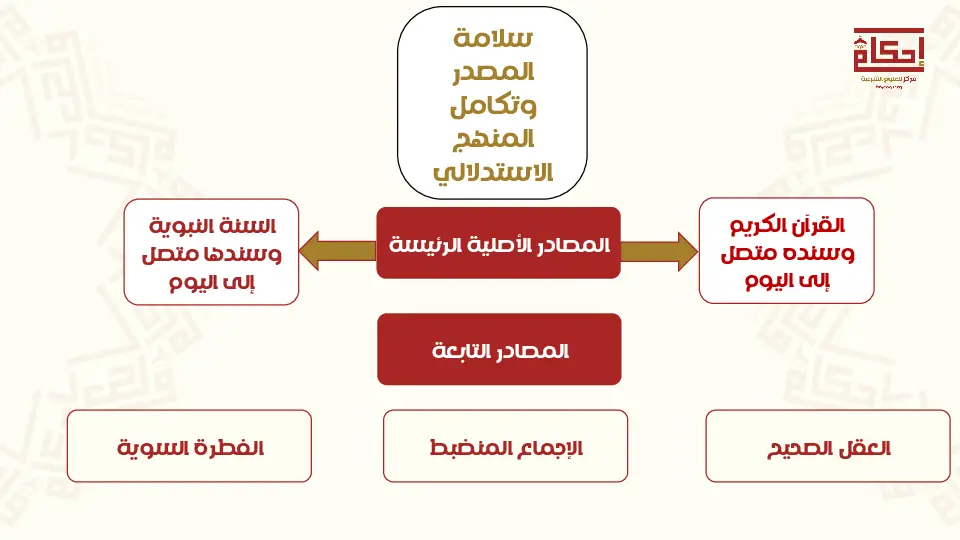 سلامة
المصدر
وتكامل
المنهج
الاستدلالي
إحكام
مركز للعلوم الشرعية
القرآن الكريم
وسنده متصل
إلى اليوم
المصادر الأصلية الرئيسة
السنة النبوية
وسندها متصل
إلى اليوم
المصادر التابعة
العقل الصحيح
الإجماع المنضبط
الفطرة السوية